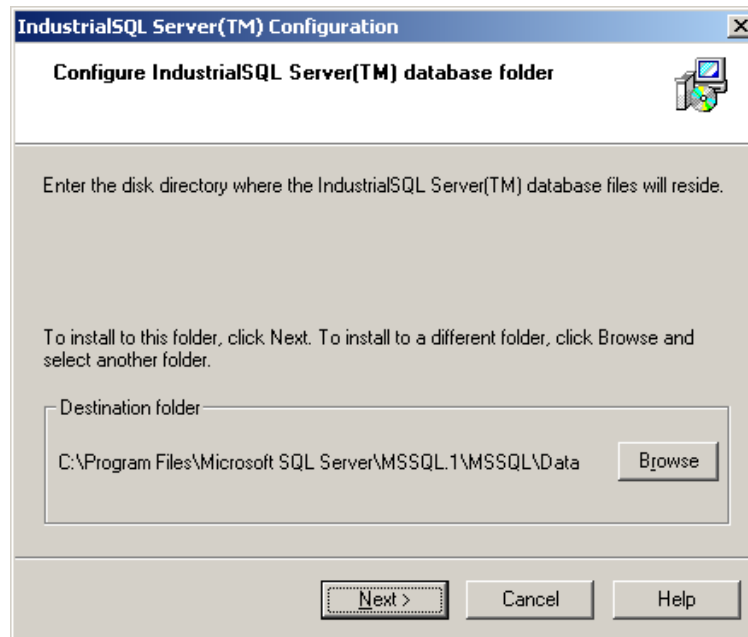 IndustrialSQL Server(TM) Configuration
Configure IndustrialSQL Server(TM) database folder
Enter the disk directory where the IndustrialSQL Server(TM) database files will reside.
To install to this folder, click Next. To install to a different folder, click Browse and
select another folder.
Destination folder
C:\Program Files\Microsoft SQL Server\MSSQL.1\MSSQL\Data
Browse
Next >
Cancel
Help